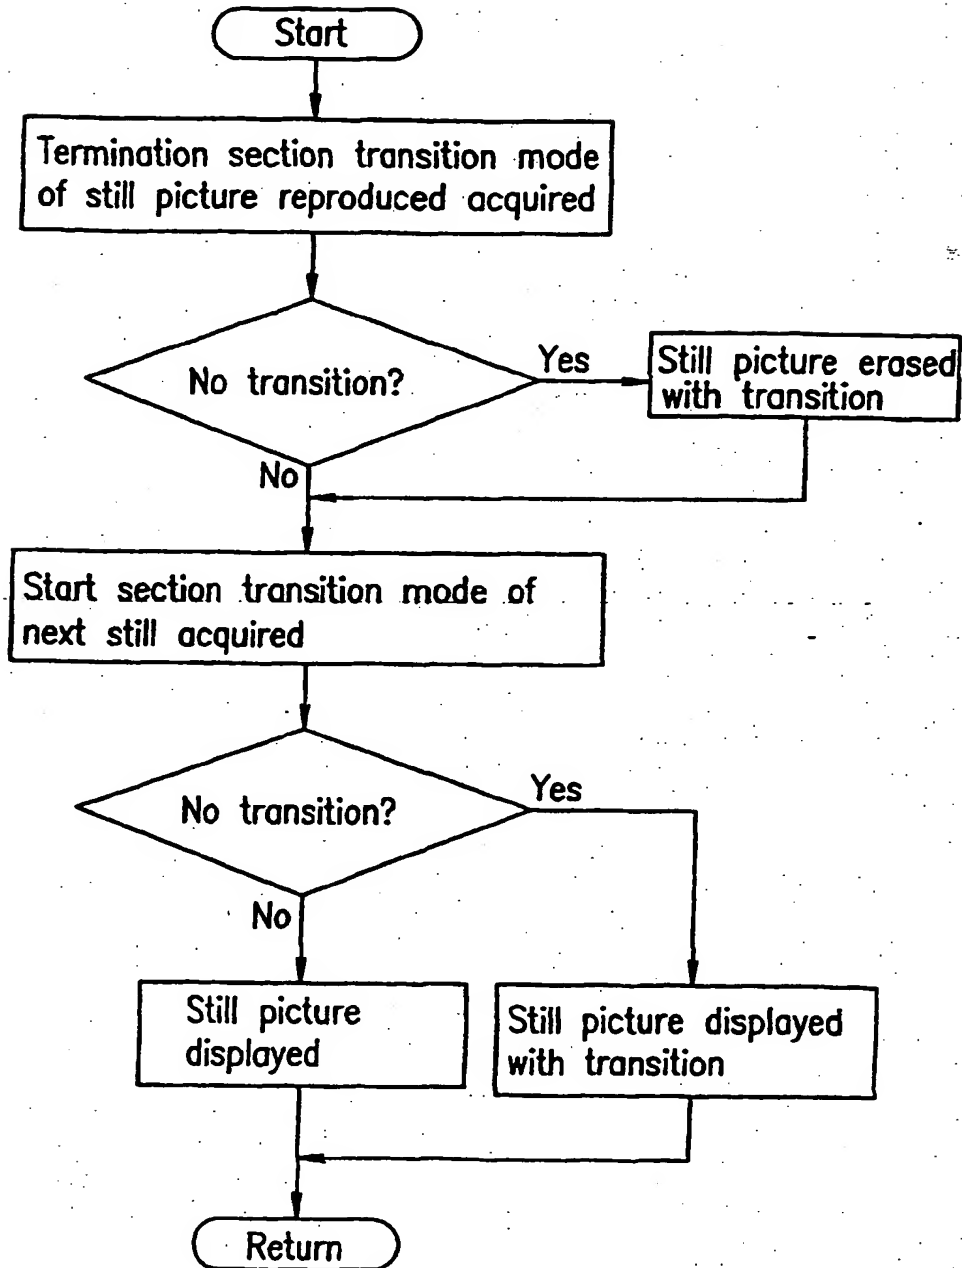 Start
Termination section transition mode
of still picture reproduced acquired
No transition?
Yes
Still picture erased
with transition
No
Start section transition mode of
next still acquired
No transition?
Yes
No
Still picture
displayed
Still picture displayed
with transition
Return